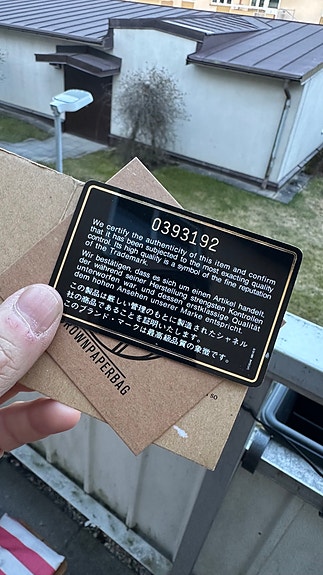 0393192
We certify the authenticity of this item and confirm
that it has been subjected to the most exacting quality
control. Its high quality is a symbol of the fine reputation
of the Trademark.
Wir bestätigen, dass es sich um einen Artikel handelt,
der während seiner Herstellung strengsten Kontrollen
unterworfen war, und dessen erstklassige Qualität
dem hohen Ansehen unserer Marke entspricht.
この製品は厳しい管理のもとに製造されたシャネル
社の商品であることを証明いたします。
このブランド・マークは最高級品質の象徴です。
BROWNPAPERBAG
50